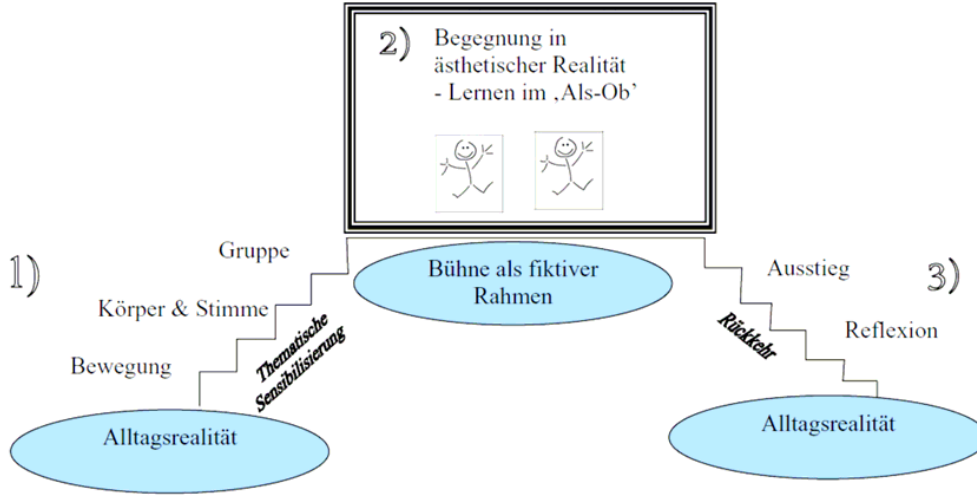 2)
Begegnung in
ästhetischer Realität
- Lernen im ‚Als-Ob’
1)
Gruppe
Körper & Stimme
Bewegung
Thematische
Sensibilisierung
Alltagsrealität
Bühne als fiktiver
Rahmen
3)
Ausstieg
Reflexion
Rückkehr
Alltagsrealität